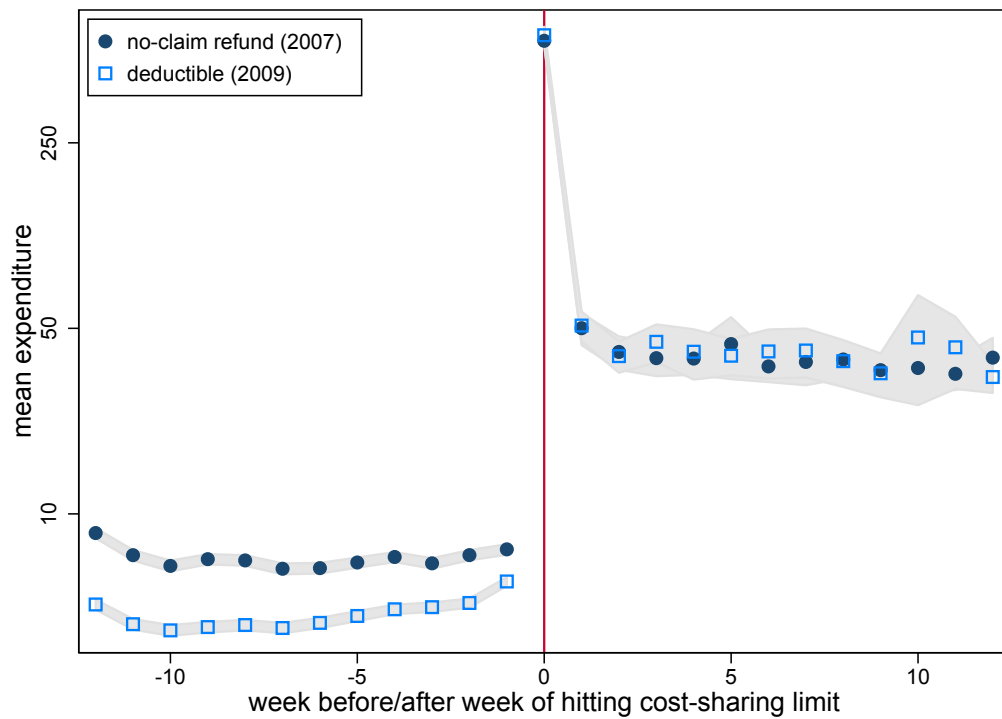 no-claim refund (2007)
deductible (2009)
mean expenditure
250
50
10
-10
-5
0
5
10
week before/after week of hitting cost-sharing limit